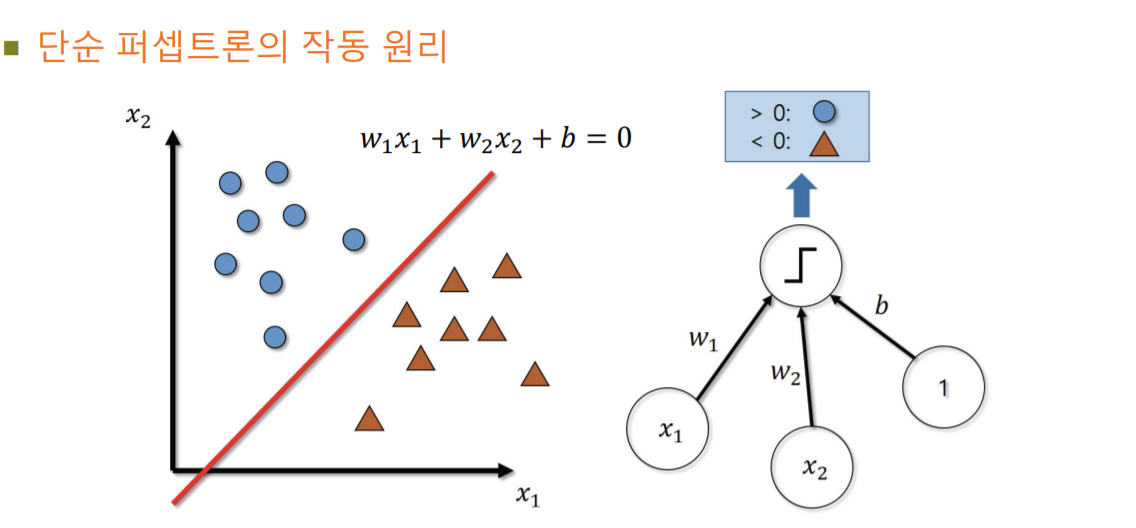 단순 퍼셉트론의 작동 원리
x₂
w₁x₁ + w₂x₂ + b = 0
x₁
> 0:
< 0:
w₁
w₂
b
x₁
x₂
1